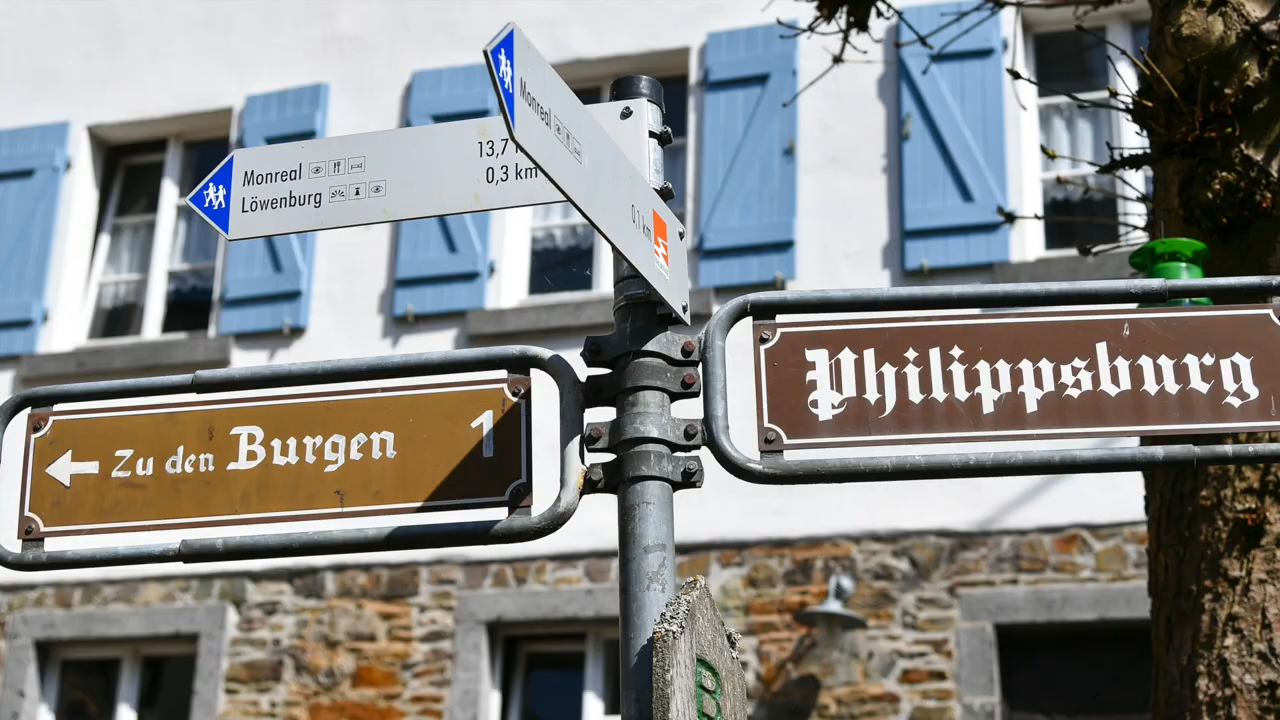 Monreal
0,1 km
Monreal 13,7
Löwenburg 0,3 km
Zu den Burgen 1
Philippsburg
B